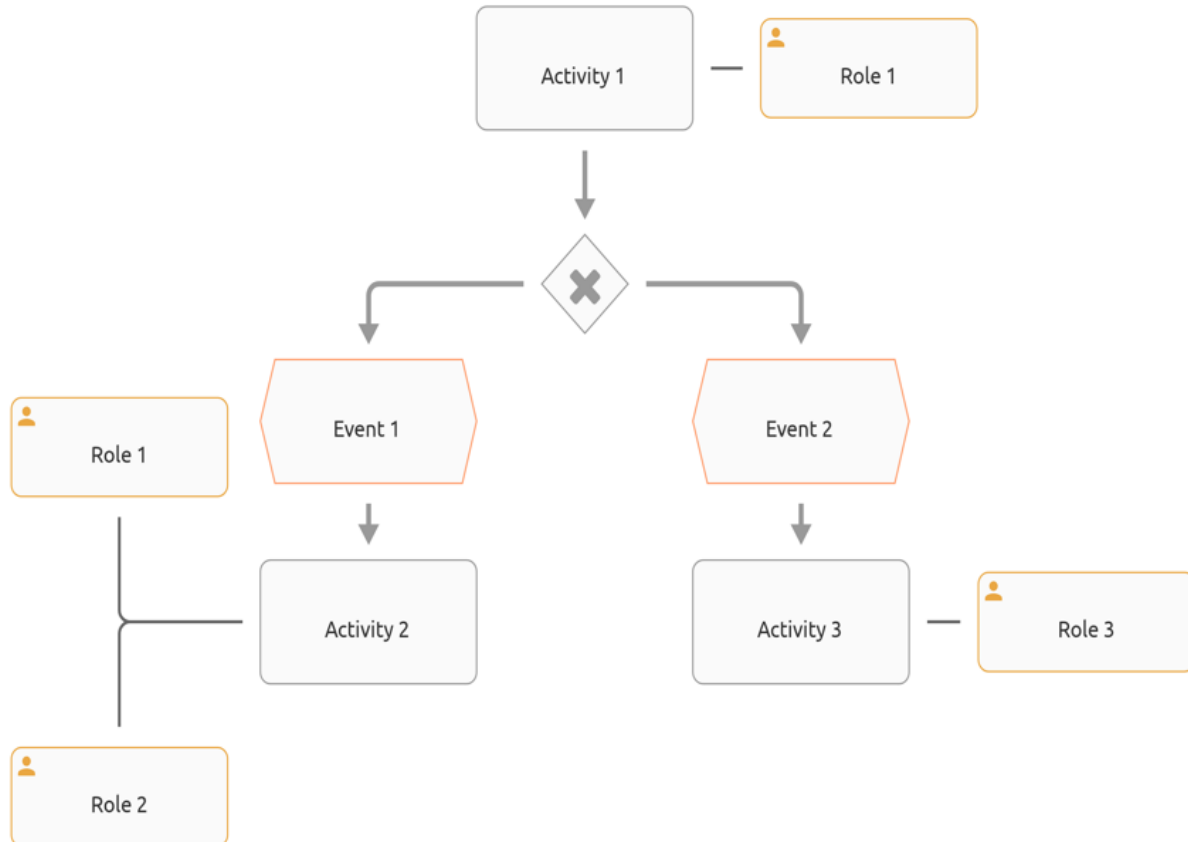 Activity 1
Role 1
Event 1
Event 2
Role 1
Activity 2
Activity 3
Role 3
Role 2